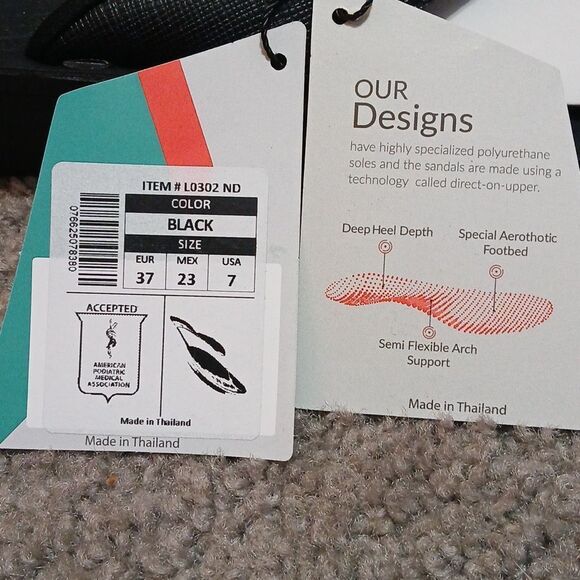 ITEM # L0302 ND
COLOR
BLACK
SIZE
EUR MEX USA
37 23 7
076625078380
ACCEPTED
AMERICAN
PODIATRIC
MEDICAL
ASSOCIATION
Made in Thailand
Made in Thailand
OUR
Designs
have highly specialized polyurethane
soles and the sandals are made using a
technology called direct-on-upper.
Deep Heel Depth
Special Aerothotic
Footbed
Semi Flexible Arch
Support
Made in Thailand